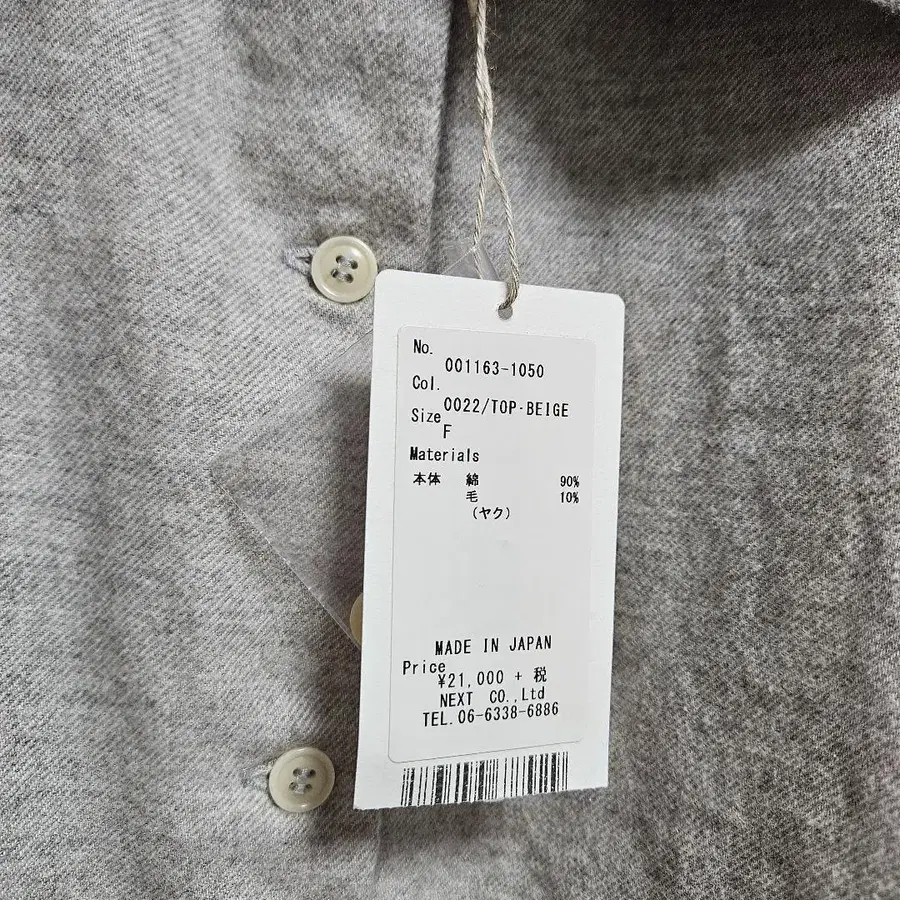 No.
001163-1050
Col.
0022/TOP·BEIGE
Size
F
Materials
本体 綿 90%
毛 10%
(ヤク)
MADE IN JAPAN
Price
¥21,000 + 税
NEXT CO.,Ltd
TEL.06-6338-6886